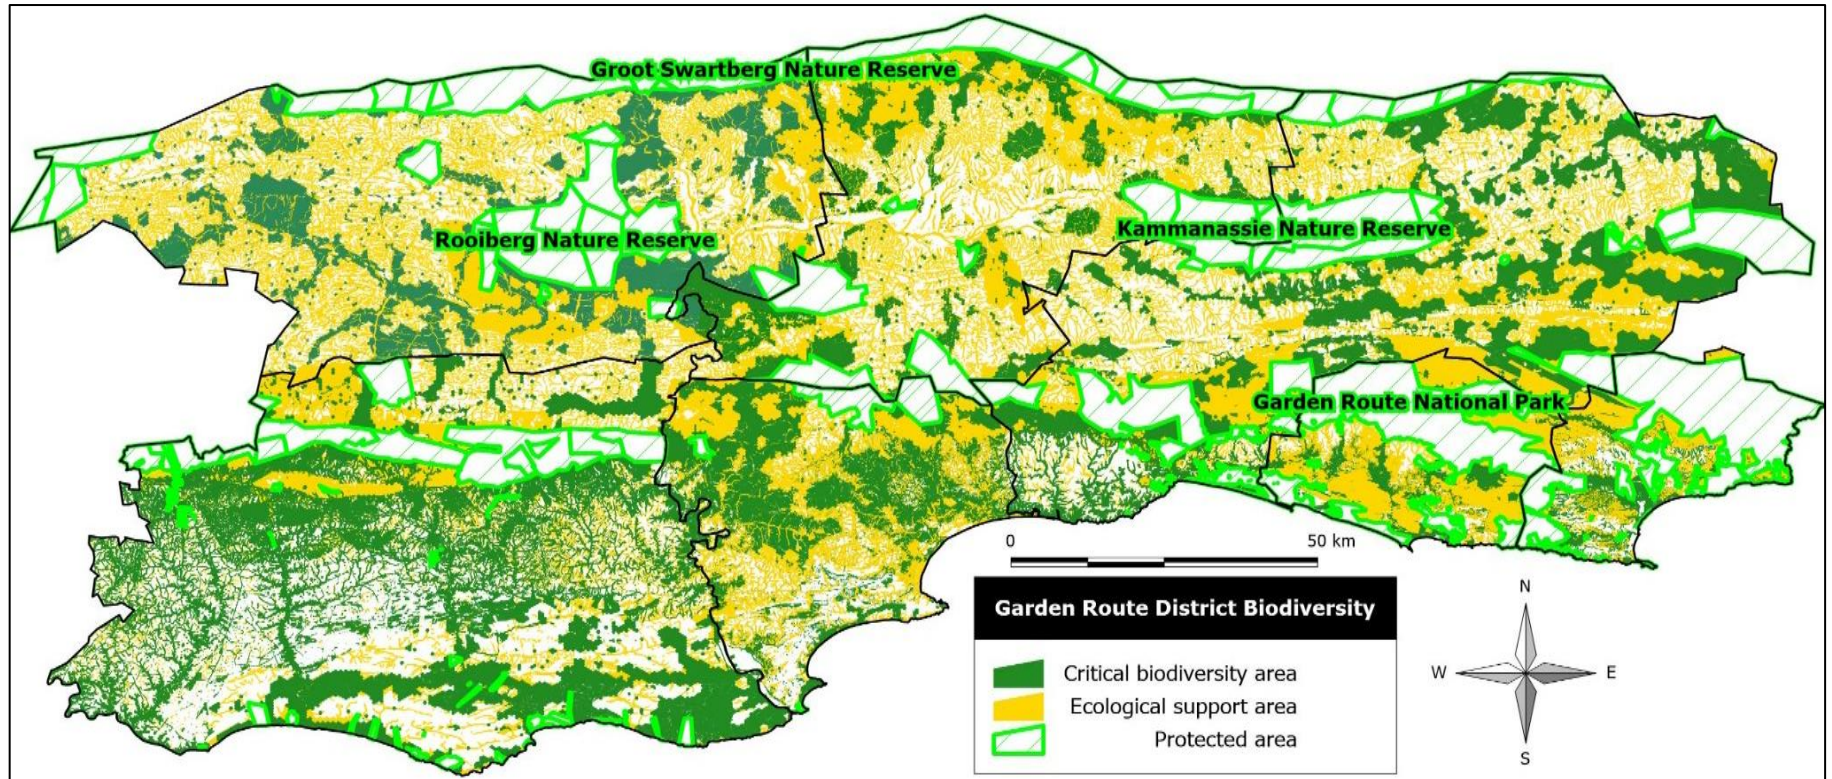 Groot Swartberg Nature Reserve
Rooiberg Nature Reserve
Kammanassie Nature Reserve
Garden Route National Park
0 50 km
Garden Route District Biodiversity
Critical biodiversity area
Ecological support area
Protected area
N
W E
S